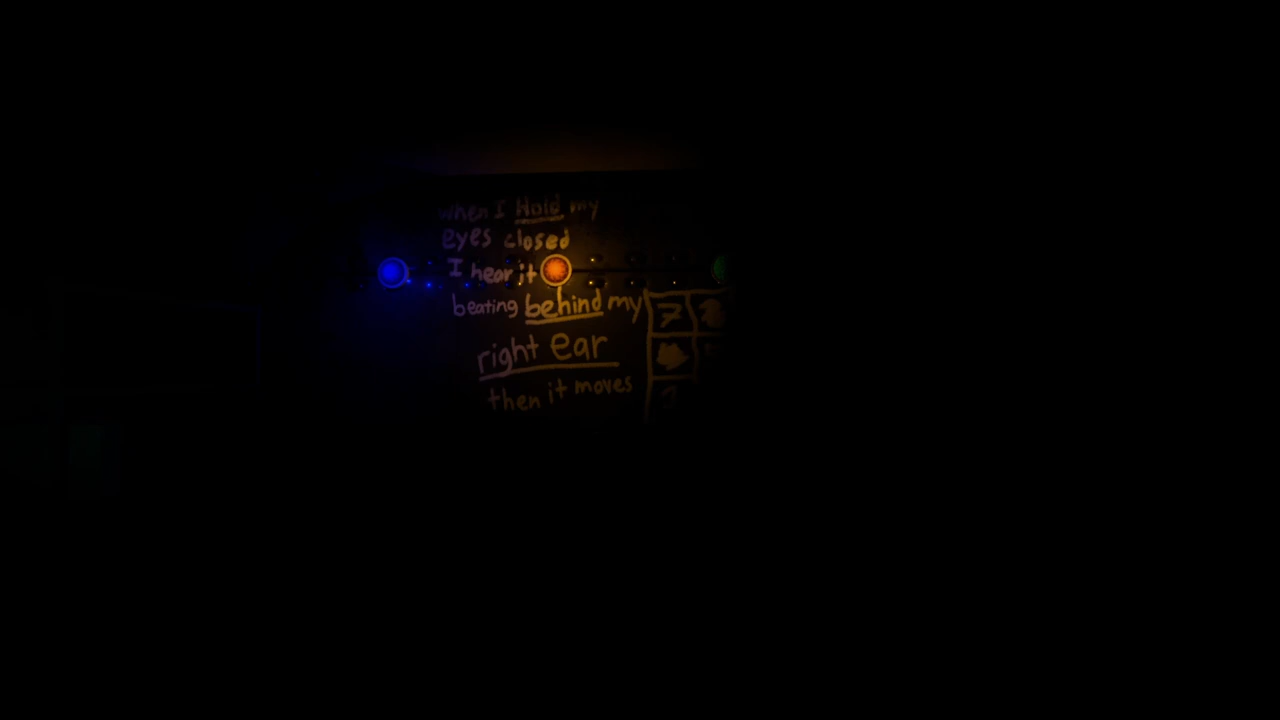 when I Hold my
eyes closed
I hear it
beating behind my
right ear
then it moves
7